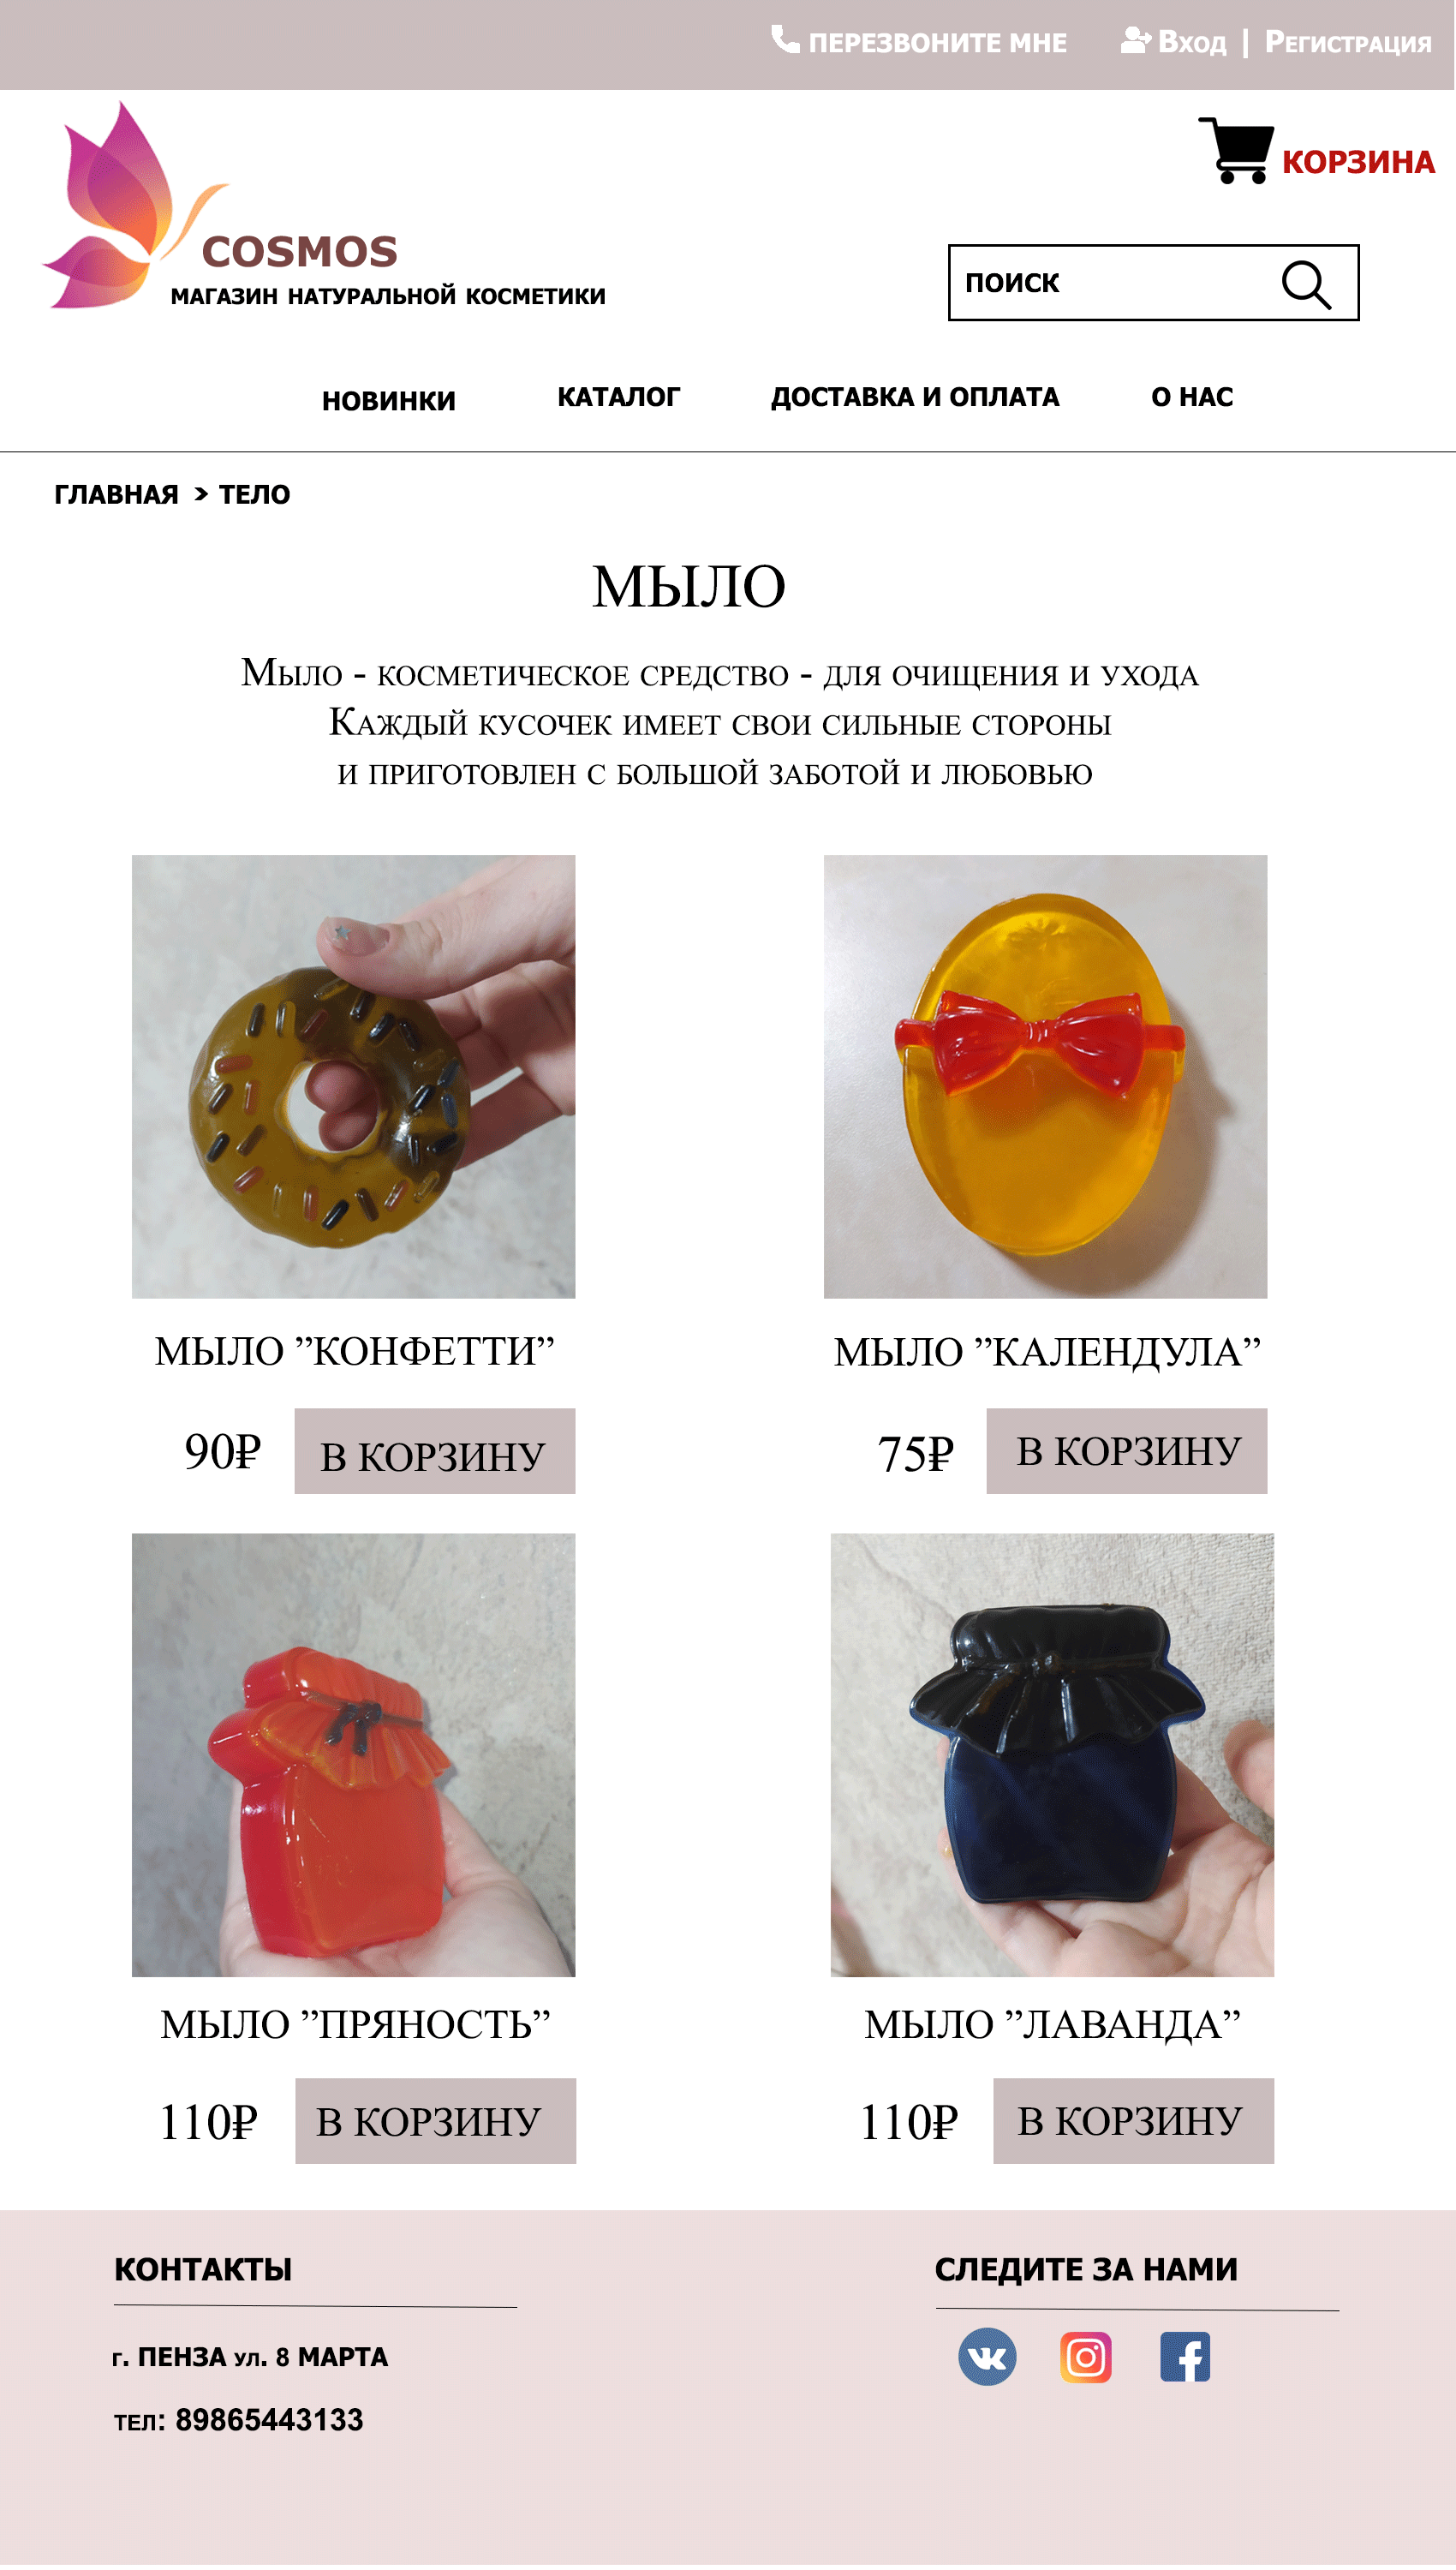 ПЕРЕЗВОНИТЕ МНЕ Вход | Регистрация
КОРЗИНА
COSMOS
МАГАЗИН НАТУРАЛЬНОЙ КОСМЕТИКИ
ПОИСК
НОВИНКИ КАТАЛОГ ДОСТАВКА И ОПЛАТА О НАС
ГЛАВНАЯ > ТЕЛО
МЫЛО
Мыло - косметическое средство - для очищения и ухода
Каждый кусочек имеет свои сильные стороны
и приготовлен с большой заботой и любовью
МЫЛО ”КОНФЕТТИ” МЫЛО ”КАЛЕНДУЛА”
90₽ В КОРЗИНУ 75₽ В КОРЗИНУ
МЫЛО ”ПРЯНОСТЬ” МЫЛО ”ЛАВАНДА”
110₽ В КОРЗИНУ 110₽ В КОРЗИНУ
КОНТАКТЫ СЛЕДИТЕ ЗА НАМИ
г. ПЕНЗА ул. 8 МАРТА
тел: 89865443133